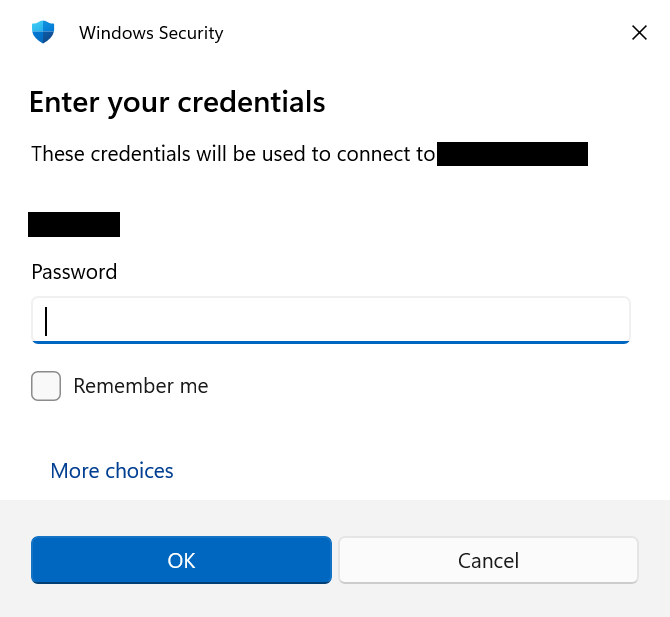 Windows Security
Enter your credentials
These credentials will be used to connect to
Password
Remember me
More choices
OK
Cancel